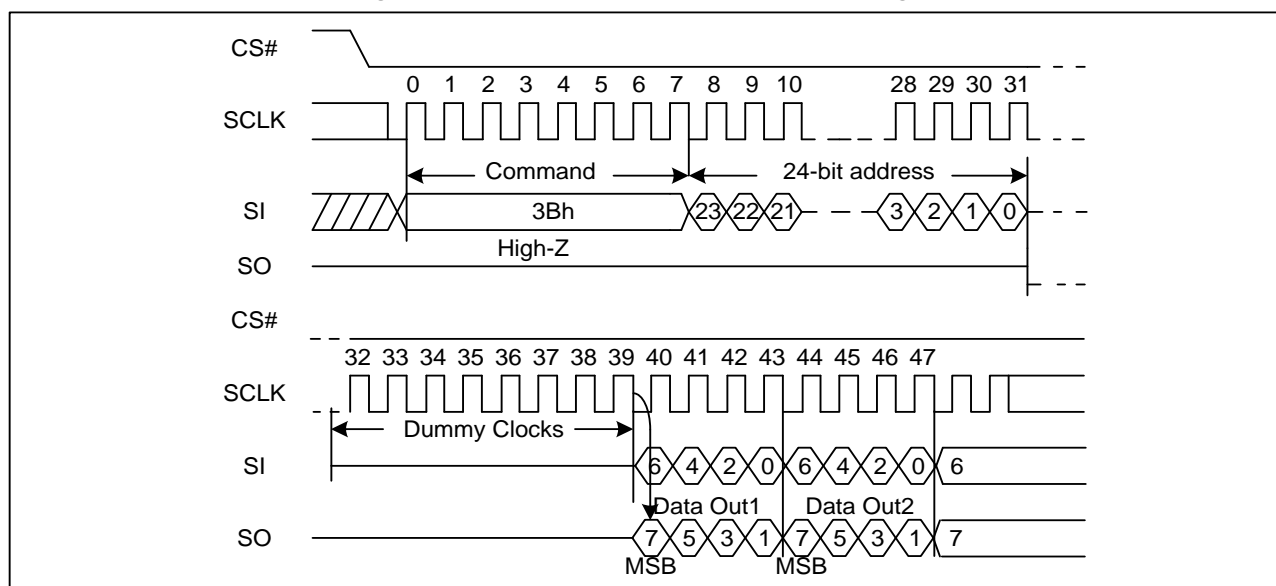 CS#
0 1 2 3 4 5 6 7 8 9 10 28 29 30 31
SCLK
Command 24-bit address
SI 3Bh 23 22 21 3 2 1 0
High-Z
SO
CS#
32 33 34 35 36 37 38 39 40 41 42 43 44 45 46 47
SCLK
Dummy Clocks
SI 6 4 2 0 6 4 2 0 6
Data Out1 Data Out2
SO 7 5 3 1 7 5 3 1 7
MSB MSB